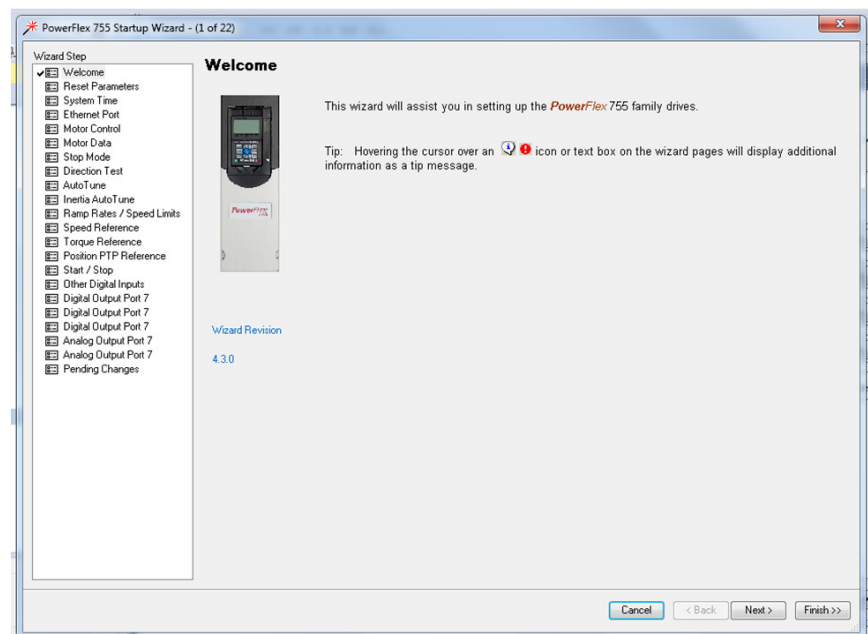 PowerFlex 755 Startup Wizard - (1 of 22)
Wizard Step
Welcome
Reset Parameters
System Time
Ethernet Port
Motor Control
Motor Data
Stop Mode
Direction Test
AutoTune
Inertia AutoTune
Ramp Rates / Speed Limits
Speed Reference
Torque Reference
Position PTP Reference
Start / Stop
Other Digital Inputs
Digital Output Port 7
Digital Output Port 7
Digital Output Port 7
Analog Output Port 7
Analog Output Port 7
Pending Changes
Welcome
This wizard will assist you in setting up the PowerFlex 755 family drives.
Tip: Hovering the cursor over an icon or text box on the wizard pages will display additional
information as a tip message.
PowerFlex
Wizard Revision
4.3.0
Cancel
< Back
Next >
Finish >>